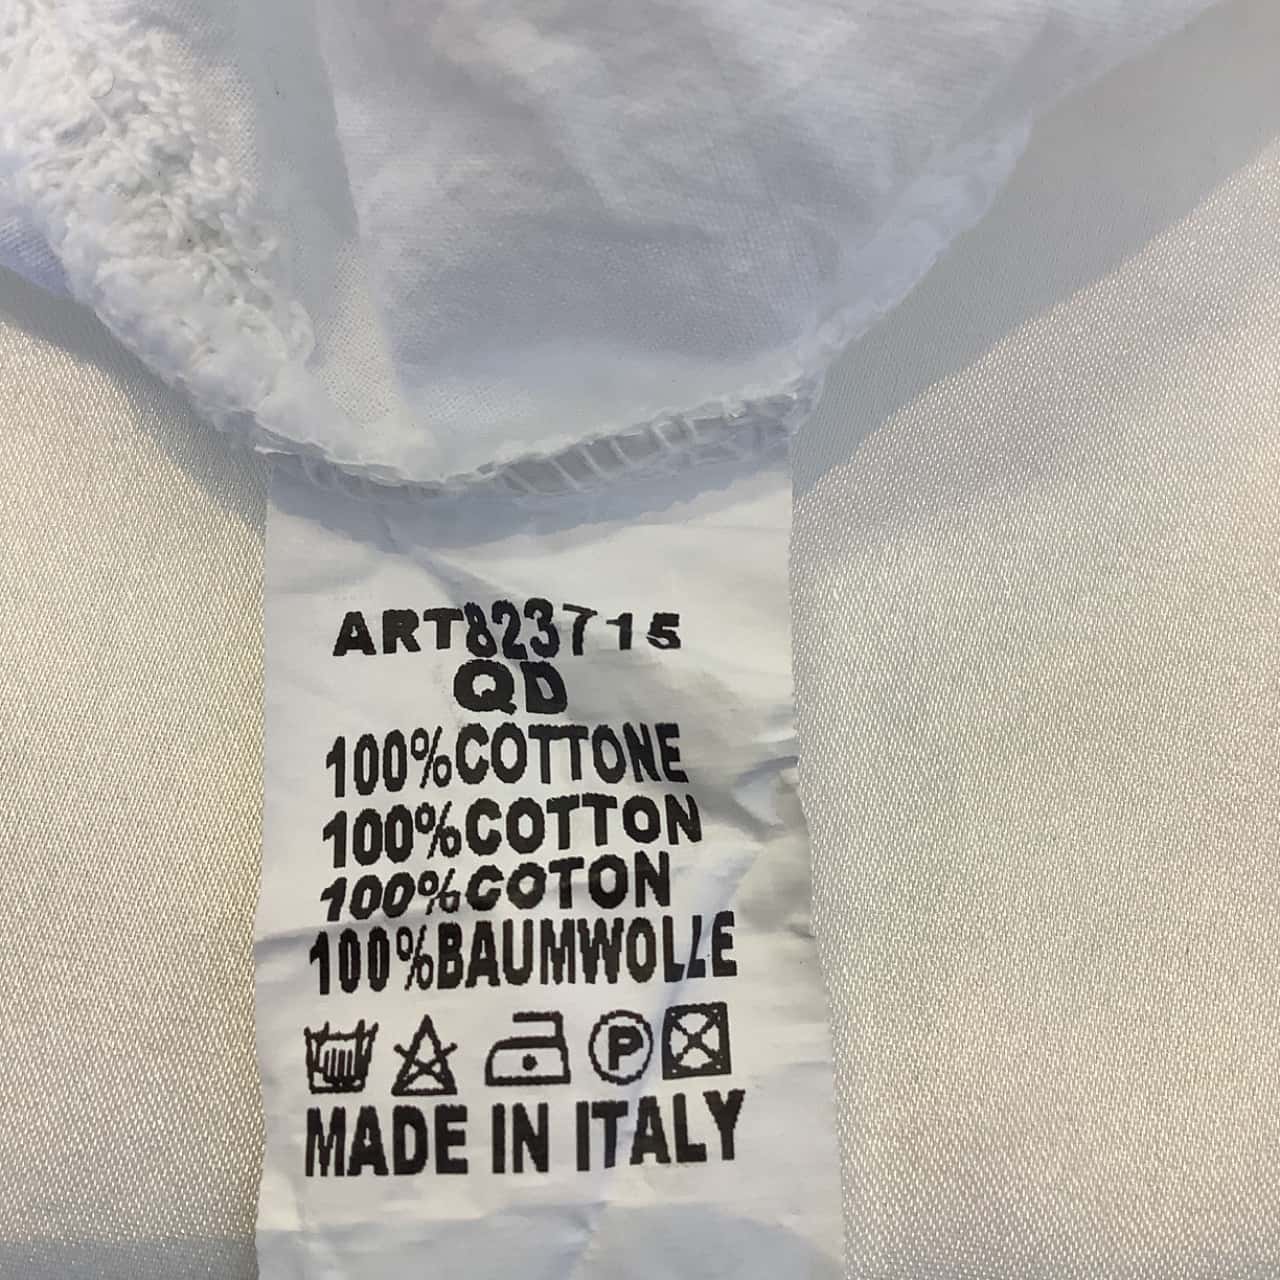 ART823715
QD
100%COTTONE
100%COTTON
100%COTON
100%BAUMWOLLE
P
MADE IN ITALY